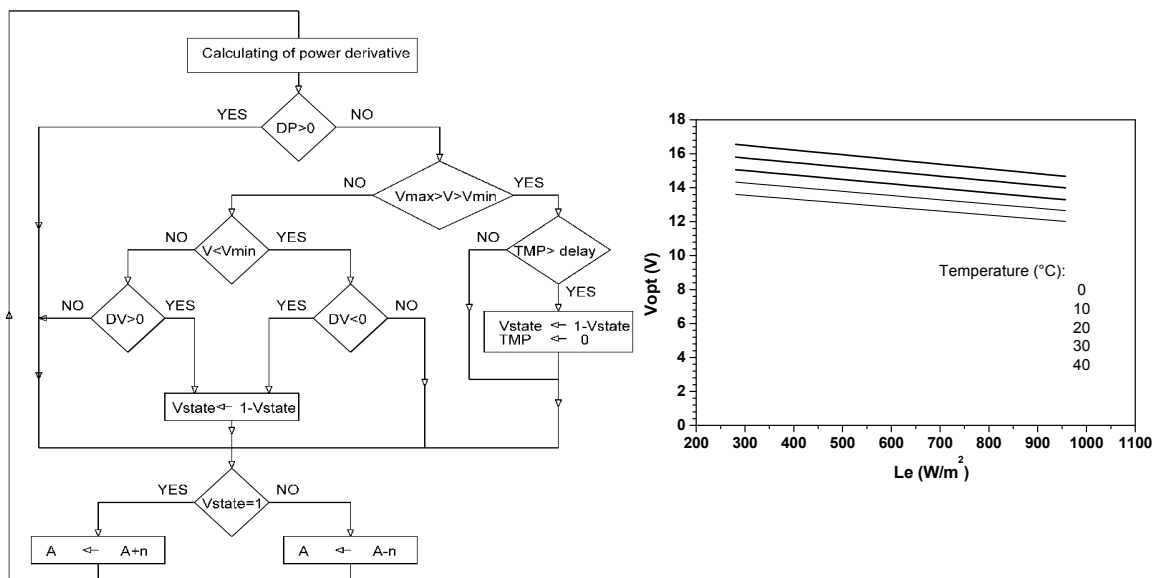 Calculating of power derivative
YES
NO
DP>0
NO
YES
Vmax>V>Vmin
NO
YES
V<Vmin
NO
TMP> delay
YES
NO
YES
DV>0
YES
NO
DV<0
Vstate 1-Vstate
TMP 0
Vstate 1-Vstate
YES
NO
Vstate=1
A A+n
A A-n
18
16
14
12
10
8
6
4
2
0
Vopt (V)
Temperature (°C):
0
10
20
30
40
200 300 400 500 600 700 800 900 1000 1100
Le (W/m²)